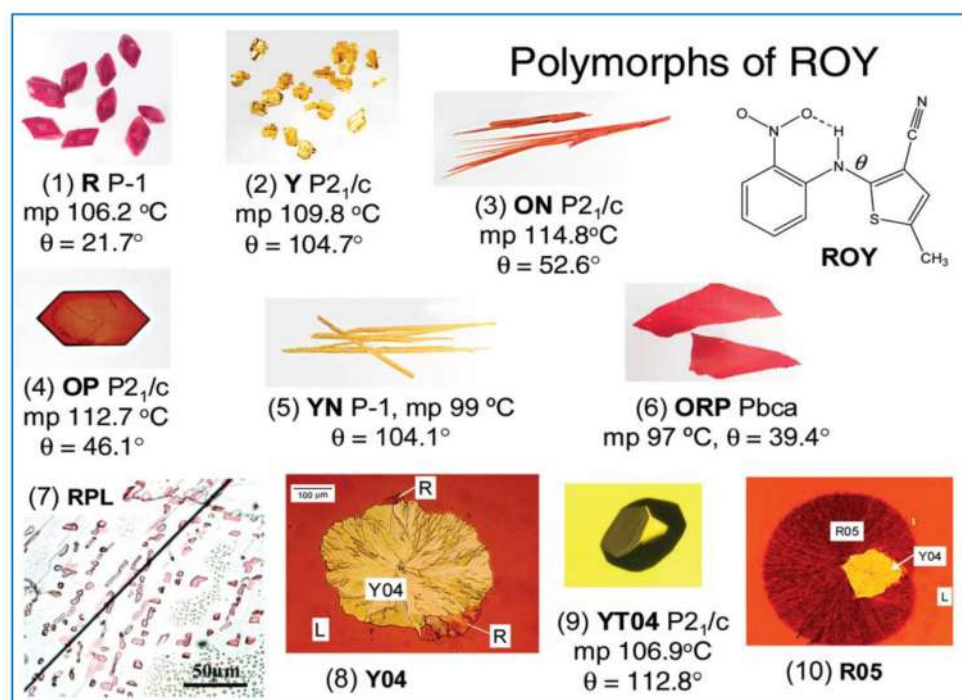 Polymorphs of ROY
(1) R P-1
mp 106.2 °C
θ = 21.7°
(2) Y P2₁/c
mp 109.8 °C
θ = 104.7°
(3) ON P2₁/c
mp 114.8°C
θ = 52.6°
O
N
O
H
N
θ
C
N
S
CH₃
ROY
(4) OP P2₁/c
mp 112.7 °C
θ = 46.1°
(5) YN P-1, mp 99 ºC
θ = 104.1°
(6) ORP Pbca
mp 97 ºC, θ = 39.4°
(7) RPL
50µm
100 µm
R
Y04
L
R
(8) Y04
(9) YT04 P2₁/c
mp 106.9°C
θ = 112.8°
R05
Y04
L
(10) R05